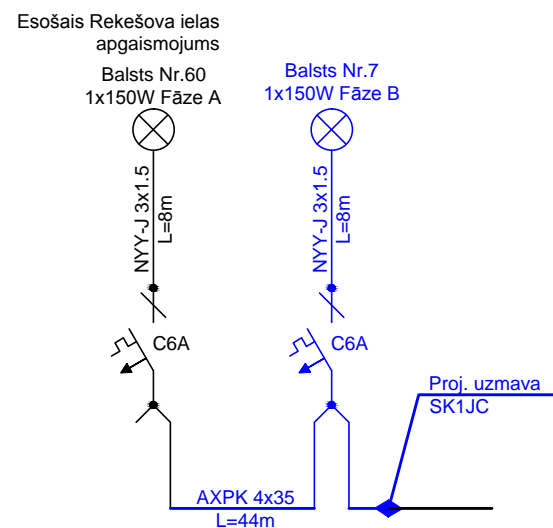 Esošais Rekešova ielas
apgaismojums
Balsts Nr.60
1x150W Fāze A
Balsts Nr.7
1x150W Fāze B
NYY-J 3x1.5
L=8m
NYY-J 3x1.5
L=8m
C6A
C6A
Proj. uzmava
SK1JC
AXPK 4x35
L=44m